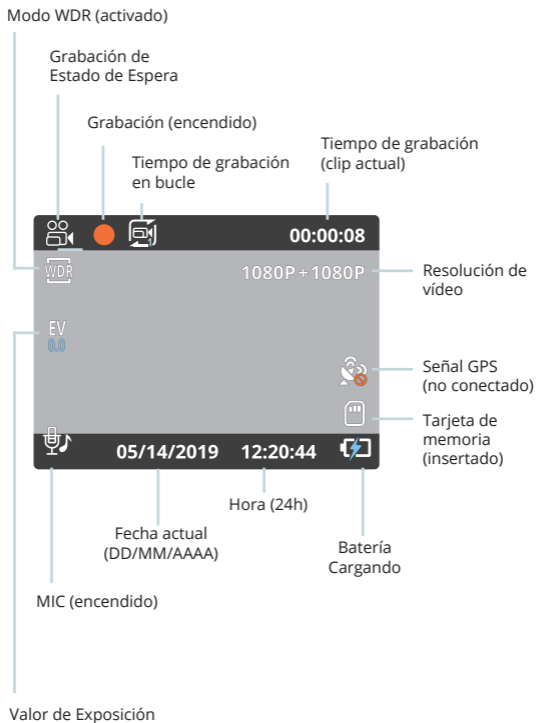 Modo WDR (activado)
Grabación de
Estado de Espera
Grabación (encendido)
Tiempo de grabación
en bucle
Tiempo de grabación
(clip actual)
00:00:08
WDR
1080P+1080P
Resolución de
vídeo
EV
0.0
Señal GPS
(no conectado)
Tarjeta de
memoria
(insertado)
05/14/2019 12:20:44
Hora (24h)
Fecha actual
(DD/MM/AAAA)
Batería
Cargando
MIC (encendido)
Valor de Exposición